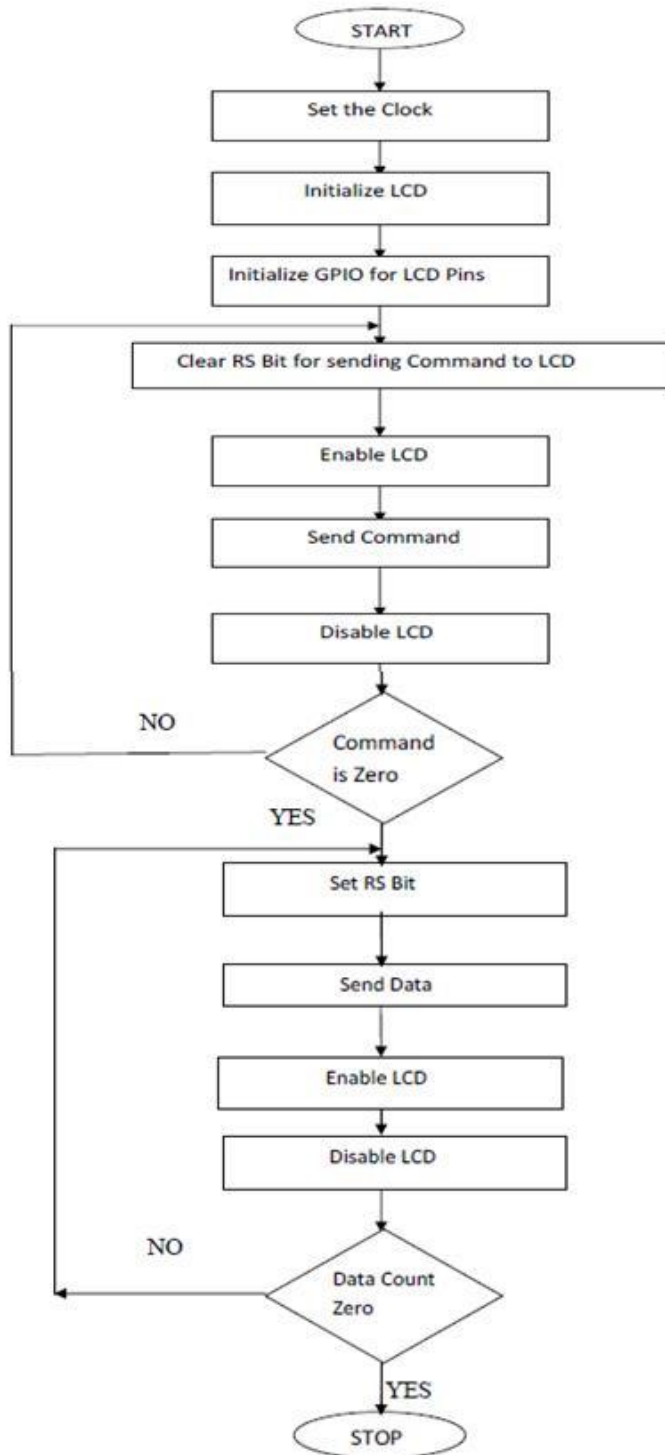 START
Set the Clock
Initialize LCD
Initialize GPIO for LCD Pins
Clear RS Bit for sending Command to LCD
Enable LCD
Send Command
Disable LCD
NO
Command
is Zero
YES
Set RS Bit
Send Data
Enable LCD
Disable LCD
NO
Data Count
Zero
YES
STOP